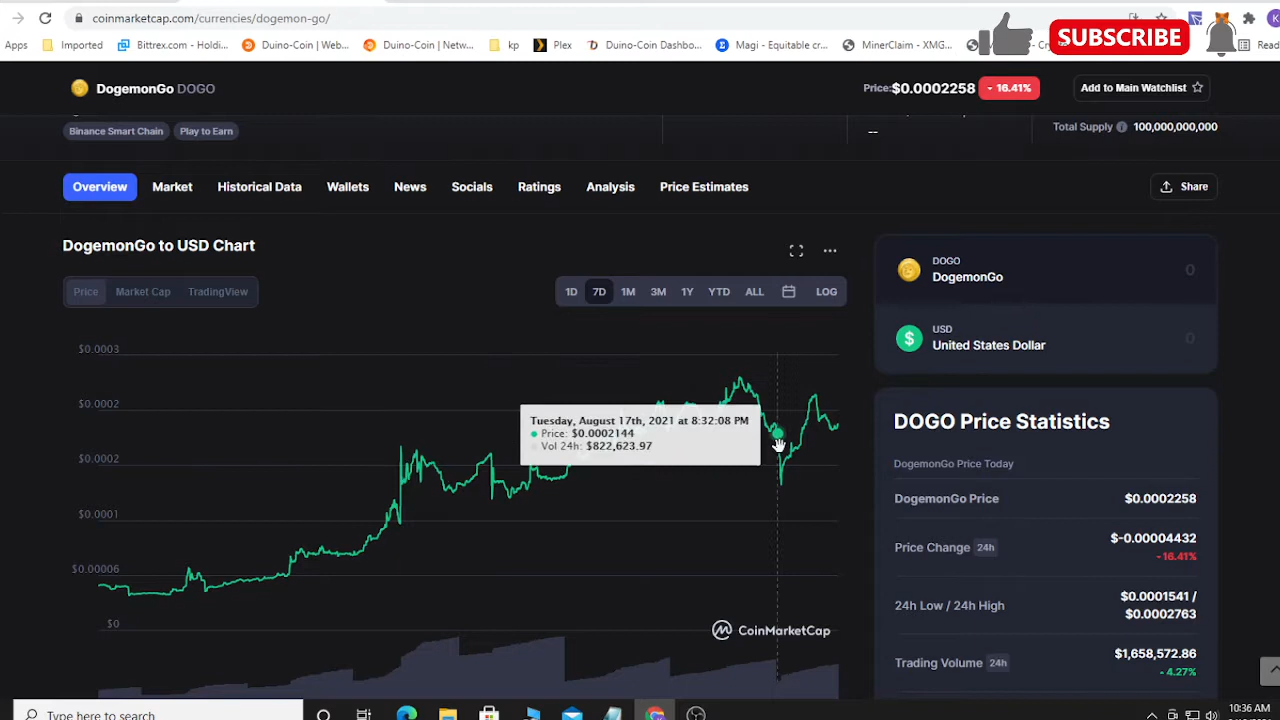 coinmarketcap.com/currencies/dogemon-go/
SUBSCRIBE
Apps Imported Bittrex.com - Holdi... Duino-Coin | Web... Duino-Coin | Netw... kp Plex Duino-Coin Dashbo... Magi - Equitable cr... MinerClaim - XMG... Read
DogemonGo DOGO
Price:$0.0002258 16.41% Add to Main Watchlist
Binance Smart Chain Play to Earn
-- Total Supply 100,000,000,000
Overview Market Historical Data Wallets News Socials Ratings Analysis Price Estimates Share
DogemonGo to USD Chart
Price Market Cap TradingView
1D 7D 1M 3M 1Y YTD ALL LOG
$0.0003
$0.0002
$0.0002
$0.0001
$0.00006
$0
Tuesday, August 17th, 2021 at 8:32:08 PM
Price: $0.0002144
Vol 24h: $822,623.97
CoinMarketCap
DOGO
DogemonGo 0
USD
United States Dollar 0
DOGO Price Statistics
DogemonGo Price Today
DogemonGo Price $0.0002258
Price Change 24h $-0.00004432
16.41%
24h Low / 24h High $0.0001541 /
$0.0002763
Trading Volume 24h $1,658,572.86
4.27%
Type here to search
10:36 AM